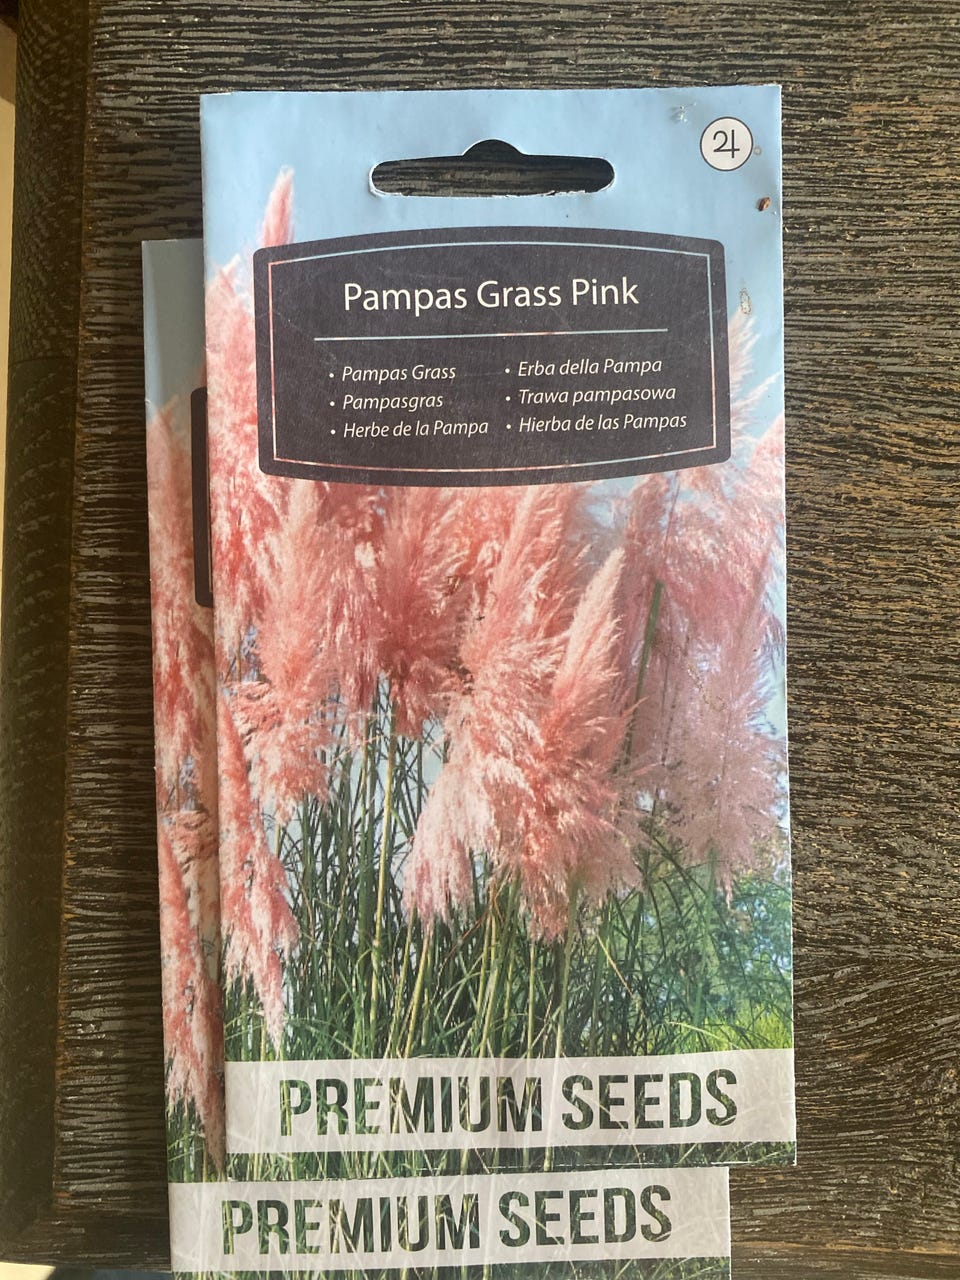 Pampas Grass Pink
• Pampas Grass
• Pampasgras
• Herbe de la Pampa
• Erba della Pampa
• Trawa pampasowa
• Hierba de las Pampas
PREMIUM SEEDS
PREMIUM SEEDS